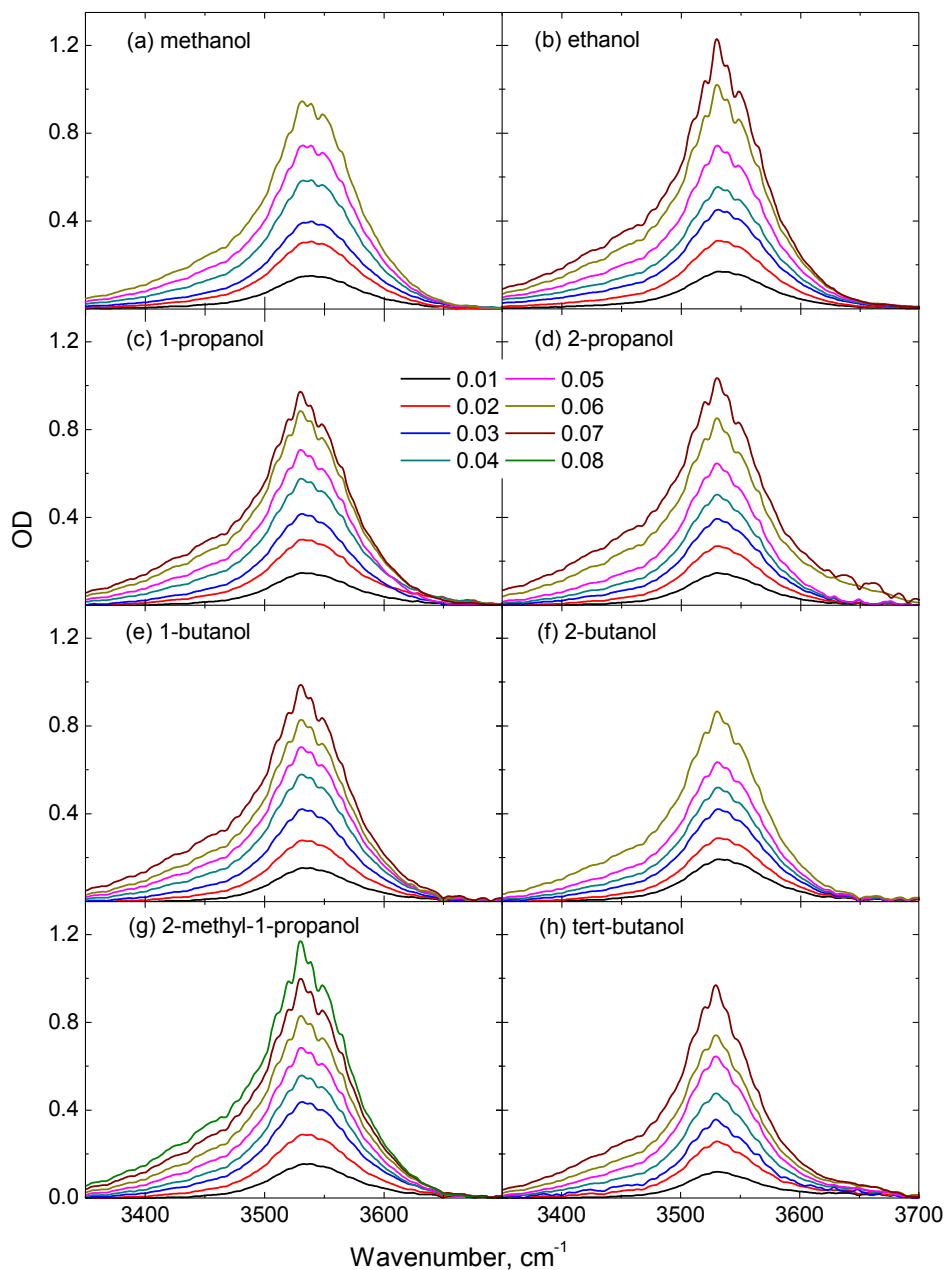 (a) methanol
(b) ethanol
1.2
0.8
0.4
(c) 1-propanol
(d) 2-propanol
1.2
0.8
0.4
0.01
0.02
0.03
0.04
0.05
0.06
0.07
0.08
OD
(e) 1-butanol
(f) 2-butanol
1.2
0.8
0.4
(g) 2-methyl-1-propanol
(h) tert-butanol
1.2
0.8
0.4
0.0
3400 3500 3600 3400 3500 3600 3700
Wavenumber, cm⁻¹